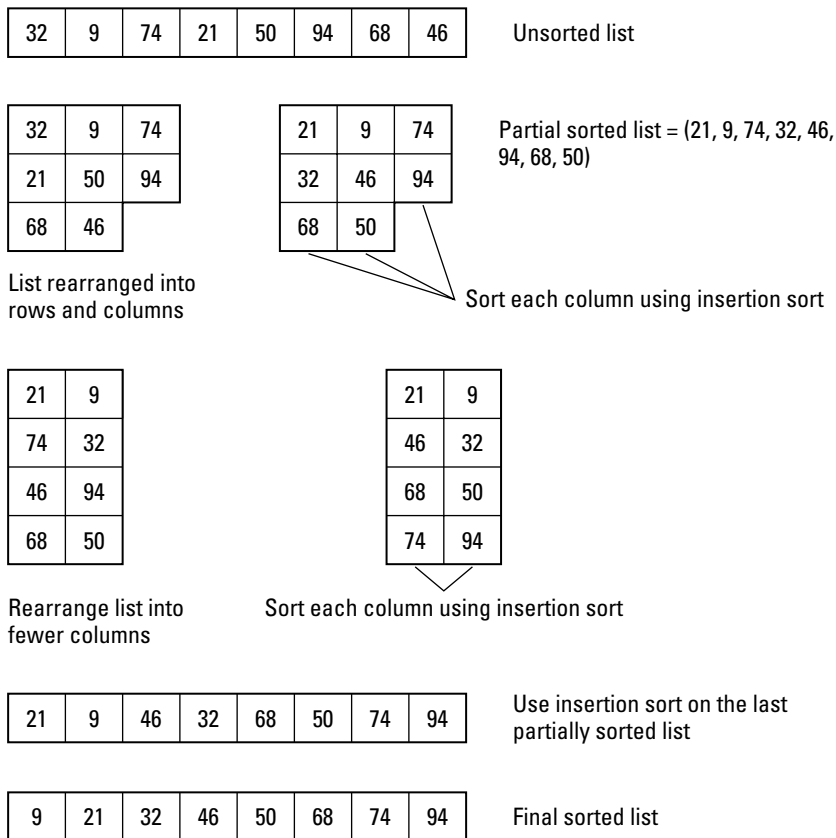 32 9 74 21 50 94 68 46 Unsorted list
32 9 74
21 50 94
68 46
21 9 74
32 46 94
68 50
Partial sorted list = (21, 9, 74, 32, 46,
94, 68, 50)
List rearranged into
rows and columns
Sort each column using insertion sort
21 9
74 32
46 94
68 50
21 9
46 32
68 50
74 94
Rearrange list into
fewer columns
Sort each column using insertion sort
21 9 46 32 68 50 74 94
Use insertion sort on the last
partially sorted list
9 21 32 46 50 68 74 94 Final sorted list